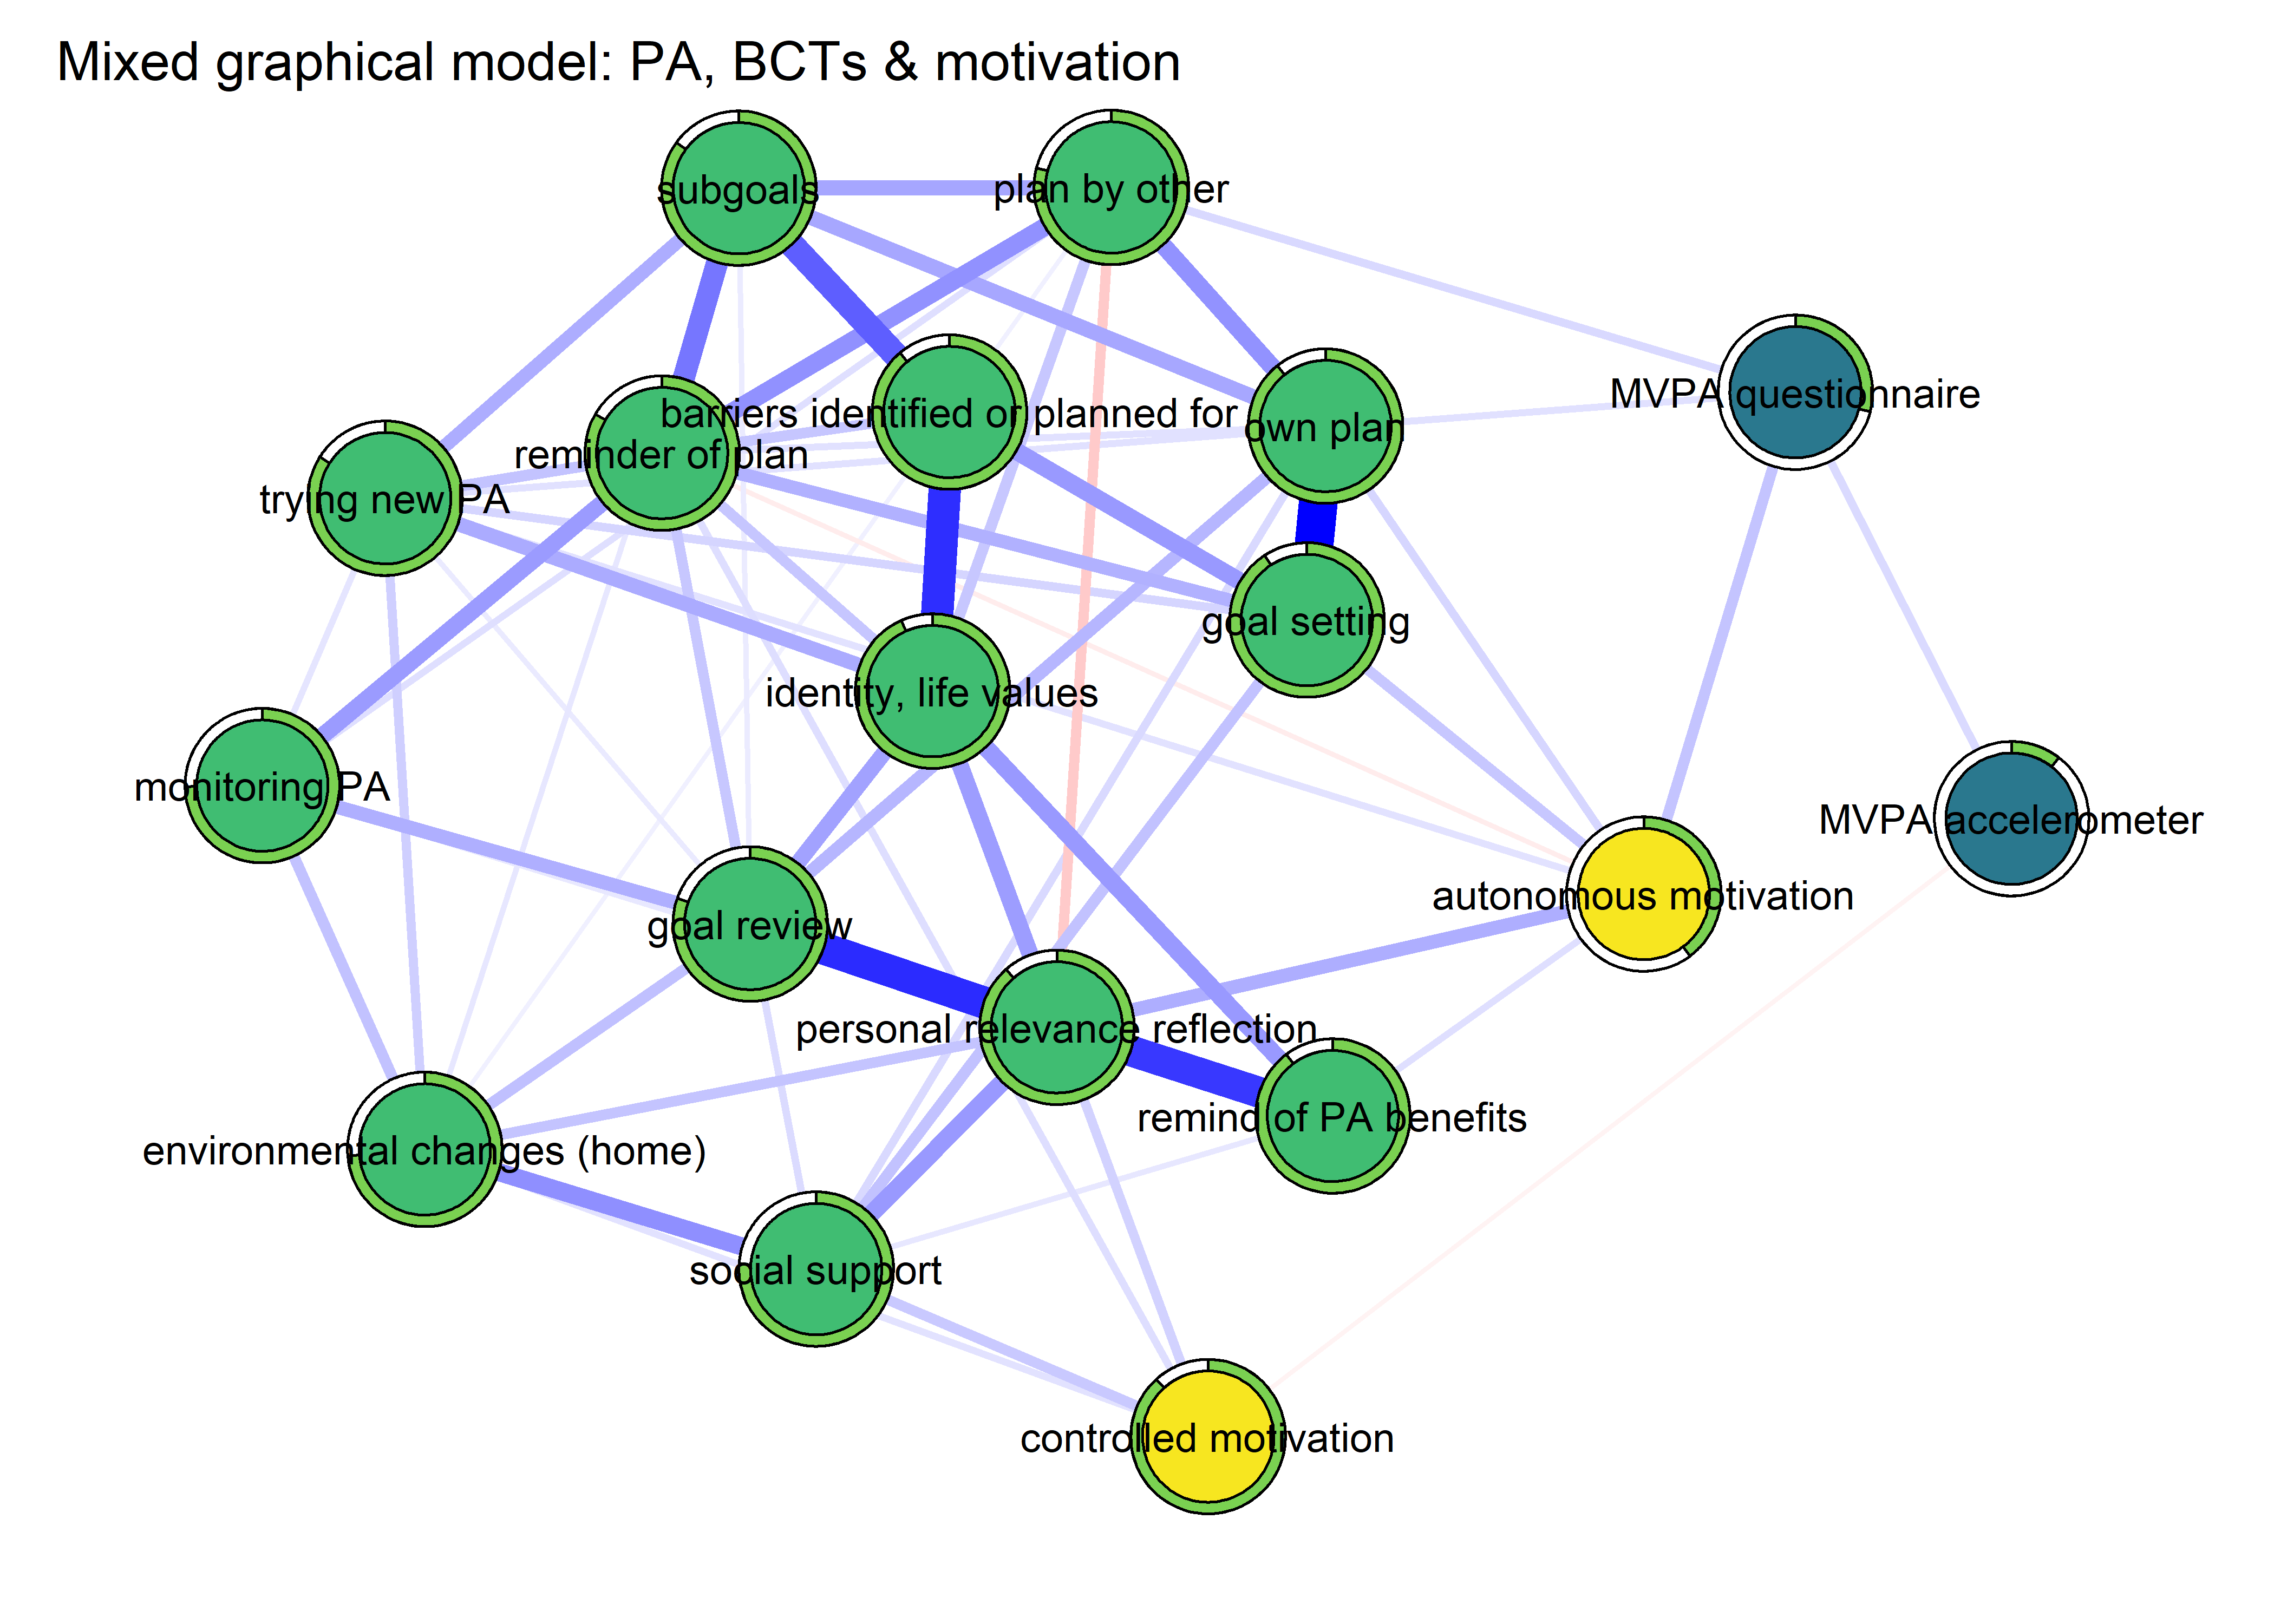 Mixed graphical model: PA, BCTs & motivation
subgoals
plan by other
MVPA questionnaire
barriers identified or planned for
own plan
reminder of plan
trying new PA
goal setting
identity, life values
monitoring PA
MVPA accelerometer
autonomous motivation
goal review
personal relevance reflection
remind of PA benefits
environmental changes (home)
social support
controlled motivation